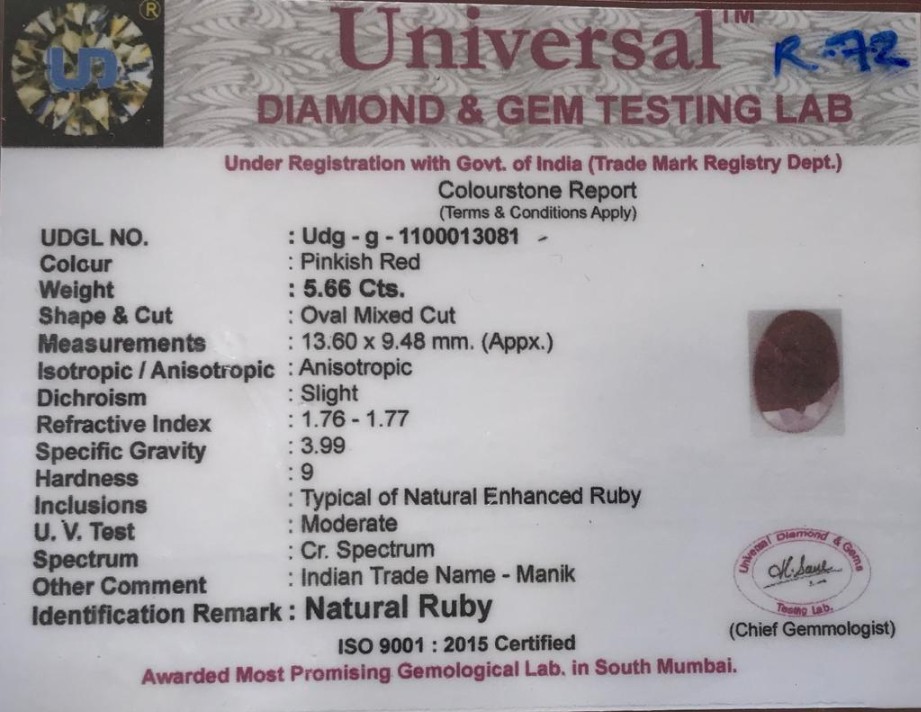 ®
UD
Universal™
R-72
DIAMOND & GEM TESTING LAB
Under Registration with Govt. of India (Trade Mark Registry Dept.)
Colourstone Report
(Terms & Conditions Apply)
UDGL NO. : Udg - g - 1100013081 -
Colour : Pinkish Red
Weight : 5.66 Cts.
Shape & Cut : Oval Mixed Cut
Measurements : 13.60 x 9.48 mm. (Appx.)
Isotropic / Anisotropic : Anisotropic
Dichroism : Slight
Refractive Index : 1.76 - 1.77
Specific Gravity : 3.99
Hardness : 9
Inclusions : Typical of Natural Enhanced Ruby
U. V. Test : Moderate
Spectrum : Cr. Spectrum
Other Comment : Indian Trade Name - Manik
Identification Remark : Natural Ruby
Universal Diamond & Gems
Testing Lab.
(Chief Gemmologist)
ISO 9001 : 2015 Certified
Awarded Most Promising Gemological Lab. in South Mumbai.